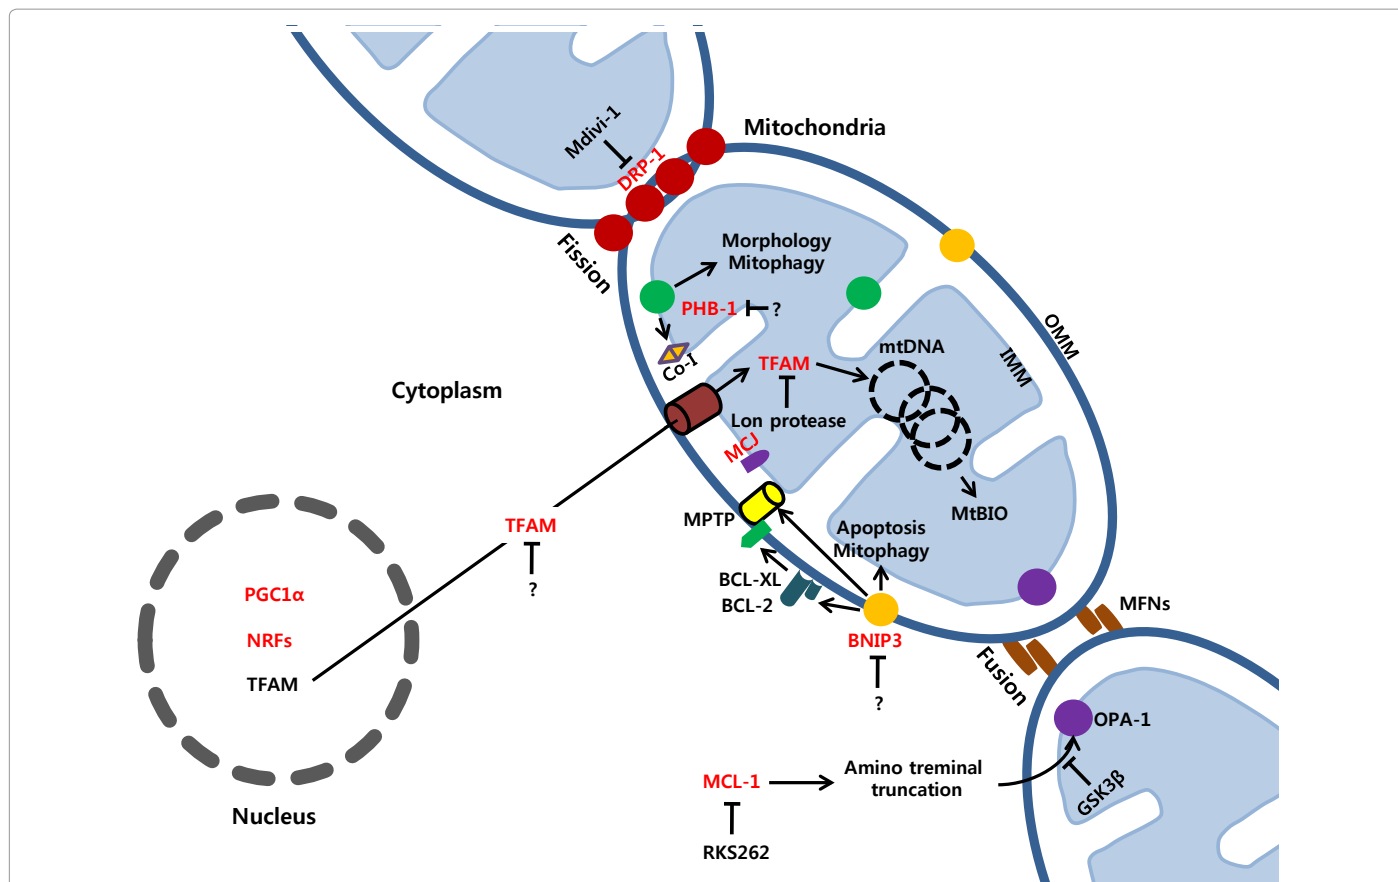 Mitochondria
Mdivi-1
DRP-1
Fission
Morphology
Mitophagy
PHB-1
?
Co-I
OMM
IMM
mtDNA
TFAM
Cytoplasm
Lon protease
MCJ
MtBIO
MPTP
TFAM
?
Apoptosis
Mitophagy
BCL-XL
BCL-2
BNIP3
?
PGC1α
NRFs
TFAM
Nucleus
MFNs
Fusion
OPA-1
GSK3β
MCL-1
Amino treminal
truncation
RKS262